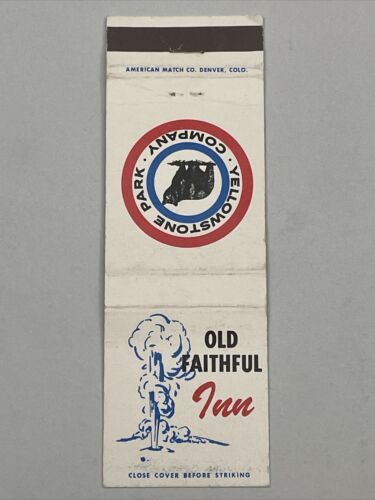 AMERICAN MATCH CO. DENVER, COLO.
YELLOWSTONE PARK · COMPANY ·
OLD
FAITHFUL
Inn
CLOSE COVER BEFORE STRIKING